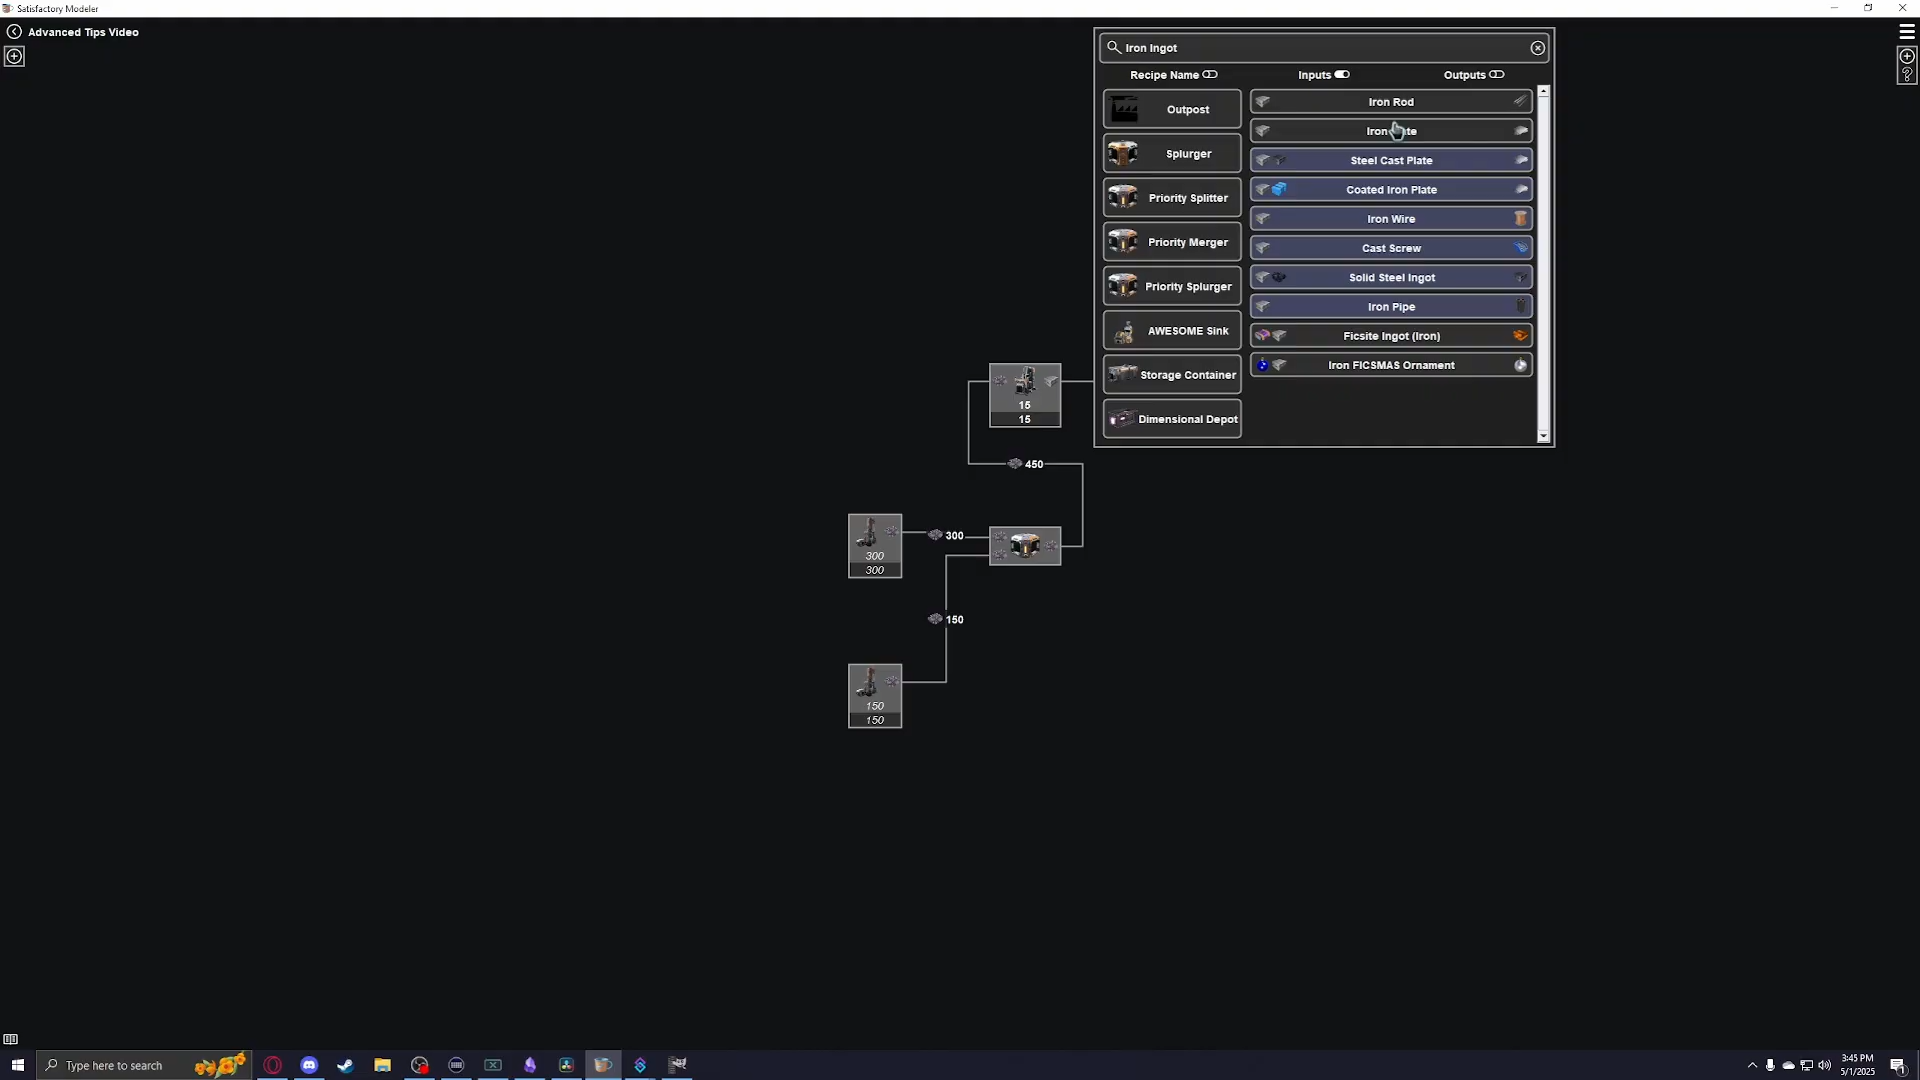 Satisfactory Modeler
Advanced Tips Video
Iron Ingot
Recipe Name
Inputs
Outputs
Outpost
Splurger
Priority Splitter
Priority Merger
Priority Splurger
AWESOME Sink
Storage Container
Dimensional Depot
Iron Rod
Iron
Steel Cast Plate
Coated Iron Plate
Iron Wire
Cast Screw
Solid Steel Ingot
Iron Pipe
Ficsite Ingot (Iron)
Iron FICSMAS Ornament
15
15
450
300
300
300
150
150
150
Type here to search
3:45 PM
5/1/2025